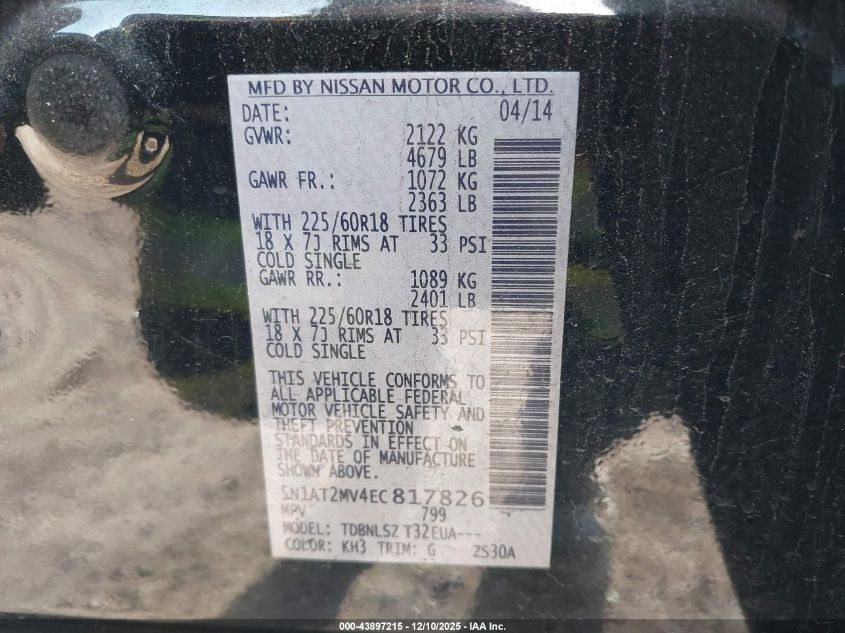 MFD BY NISSAN MOTOR CO., LTD.
DATE: 04/14
GVWR: 2122 KG
4679 LB
GAWR FR.: 1072 KG
2363 LB
WITH 225/60R18 TIRES
18 X 7J RIMS AT 33 PSI
COLD SINGLE
GAWR RR.: 1089 KG
2401 LB
WITH 225/60R18 TIRES
18 X 7J RIMS AT 33 PSI
COLD SINGLE
THIS VEHICLE CONFORMS TO
ALL APPLICABLE FEDERAL
MOTOR VEHICLE SAFETY AND
THEFT PREVENTION
STANDARDS IN EFFECT ON
THE DATE OF MANUFACTURE
SHOWN ABOVE.
5N1AT2MV4EC817826
MPV 799
MODEL: TDBNLSZ T32EUA---
COLOR: KH3 TRIM: G ZS30A
000-43897215 - 12/10/2025 - IAA Inc.